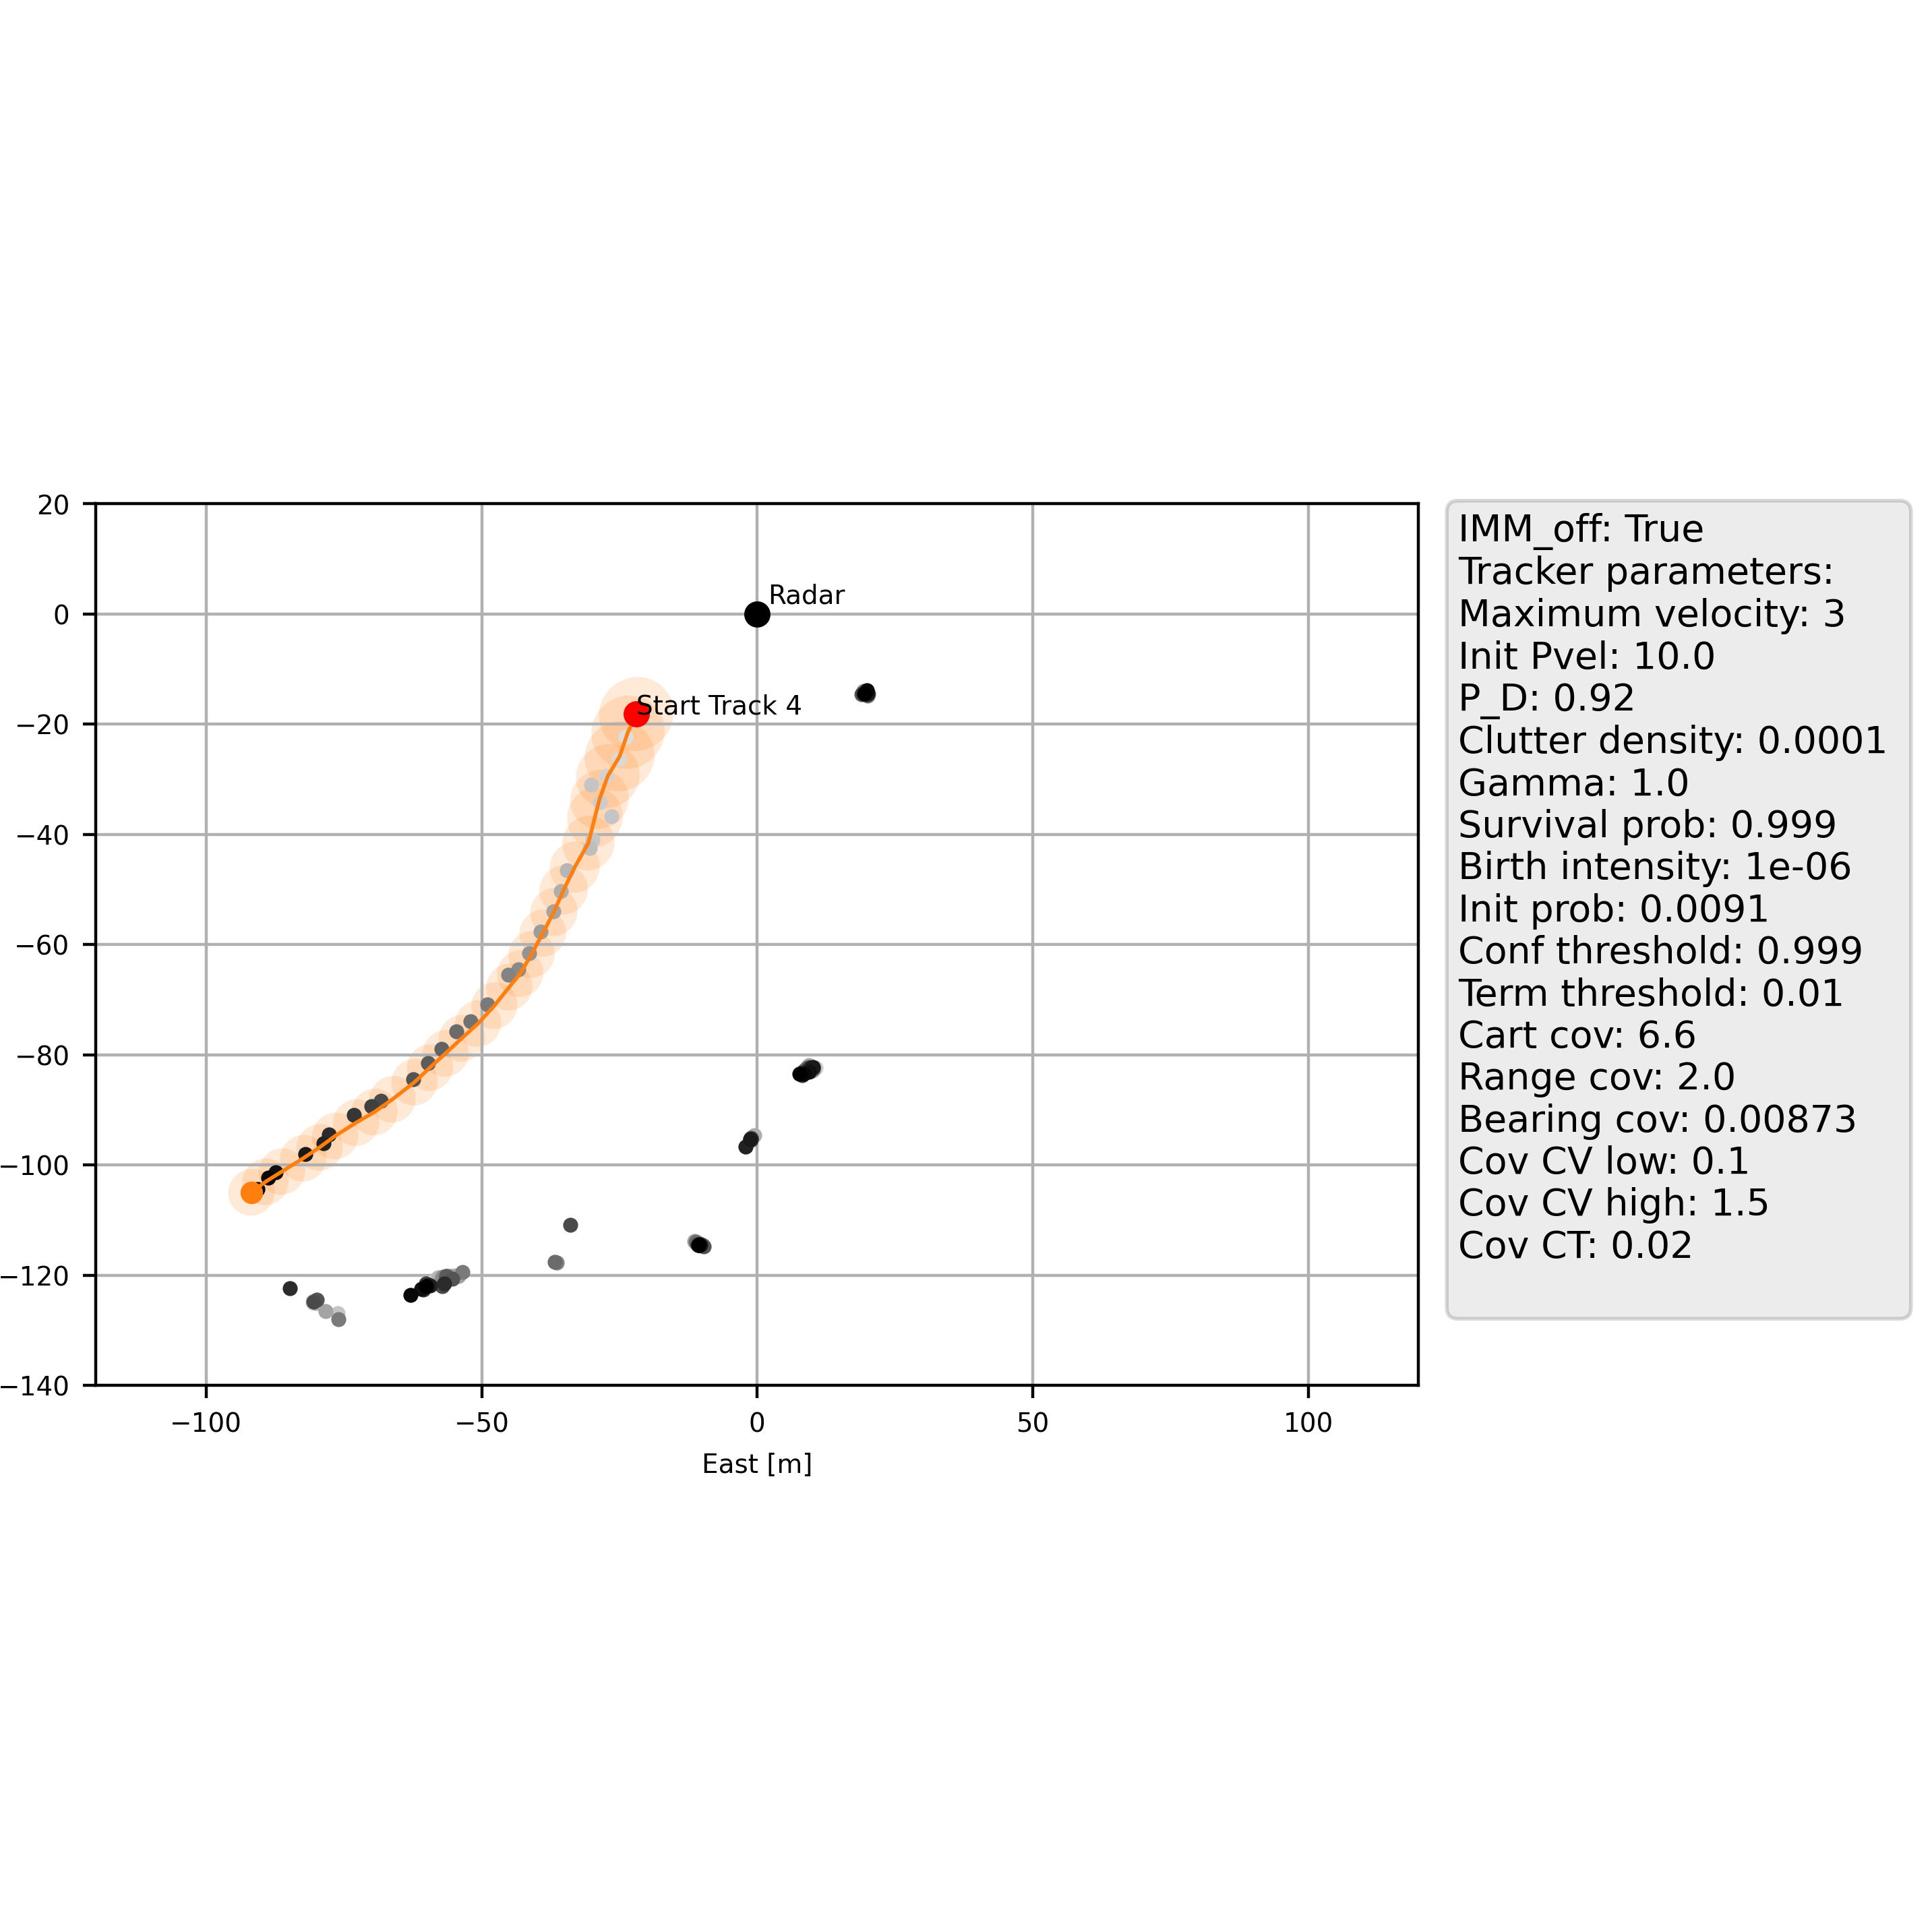 20
0
−20
−40
−60
−80
−100
−120
−140
−100
−50
0
50
100
East [m]
Radar
Start Track 4
IMM_off: True
Tracker parameters:
Maximum velocity: 3
Init Pvel: 10.0
P_D: 0.92
Clutter density: 0.0001
Gamma: 1.0
Survival prob: 0.999
Birth intensity: 1e-06
Init prob: 0.0091
Conf threshold: 0.999
Term threshold: 0.01
Cart cov: 6.6
Range cov: 2.0
Bearing cov: 0.00873
Cov CV low: 0.1
Cov CV high: 1.5
Cov CT: 0.02